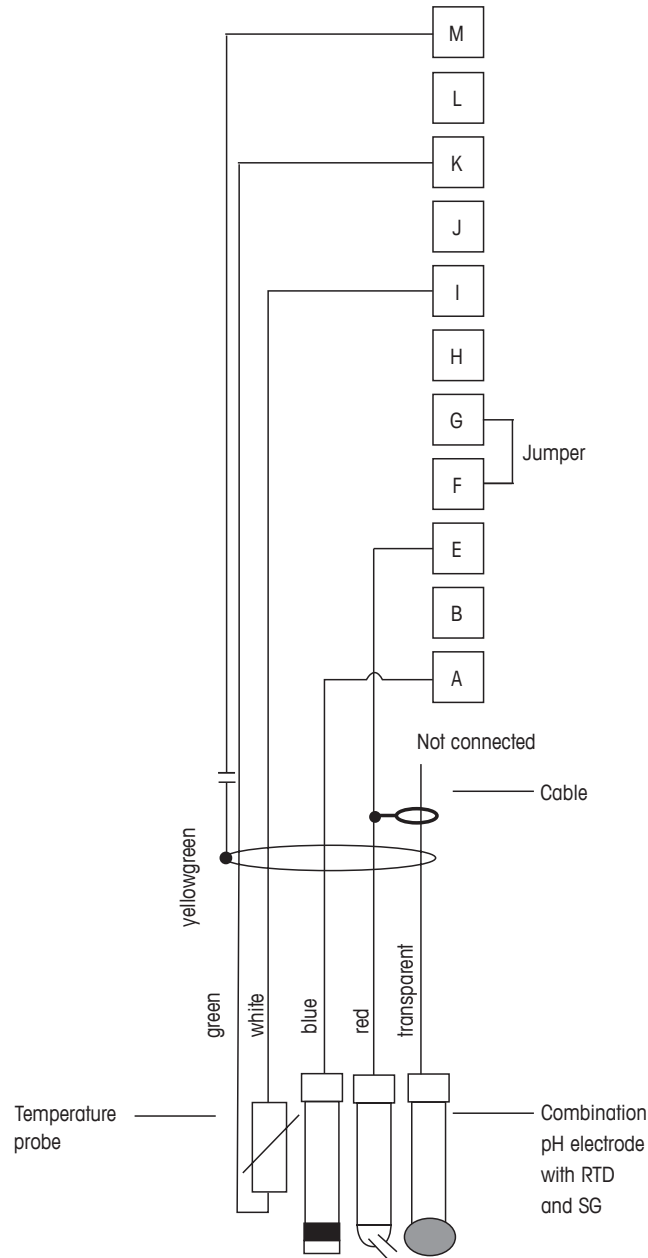 M
L
K
J
I
H
G
Jumper
F
E
B
A
Not connected
Cable
yellowgreen
green
white
blue
red
transparent
Temperature
probe
Combination
pH electrode
with RTD
and SG